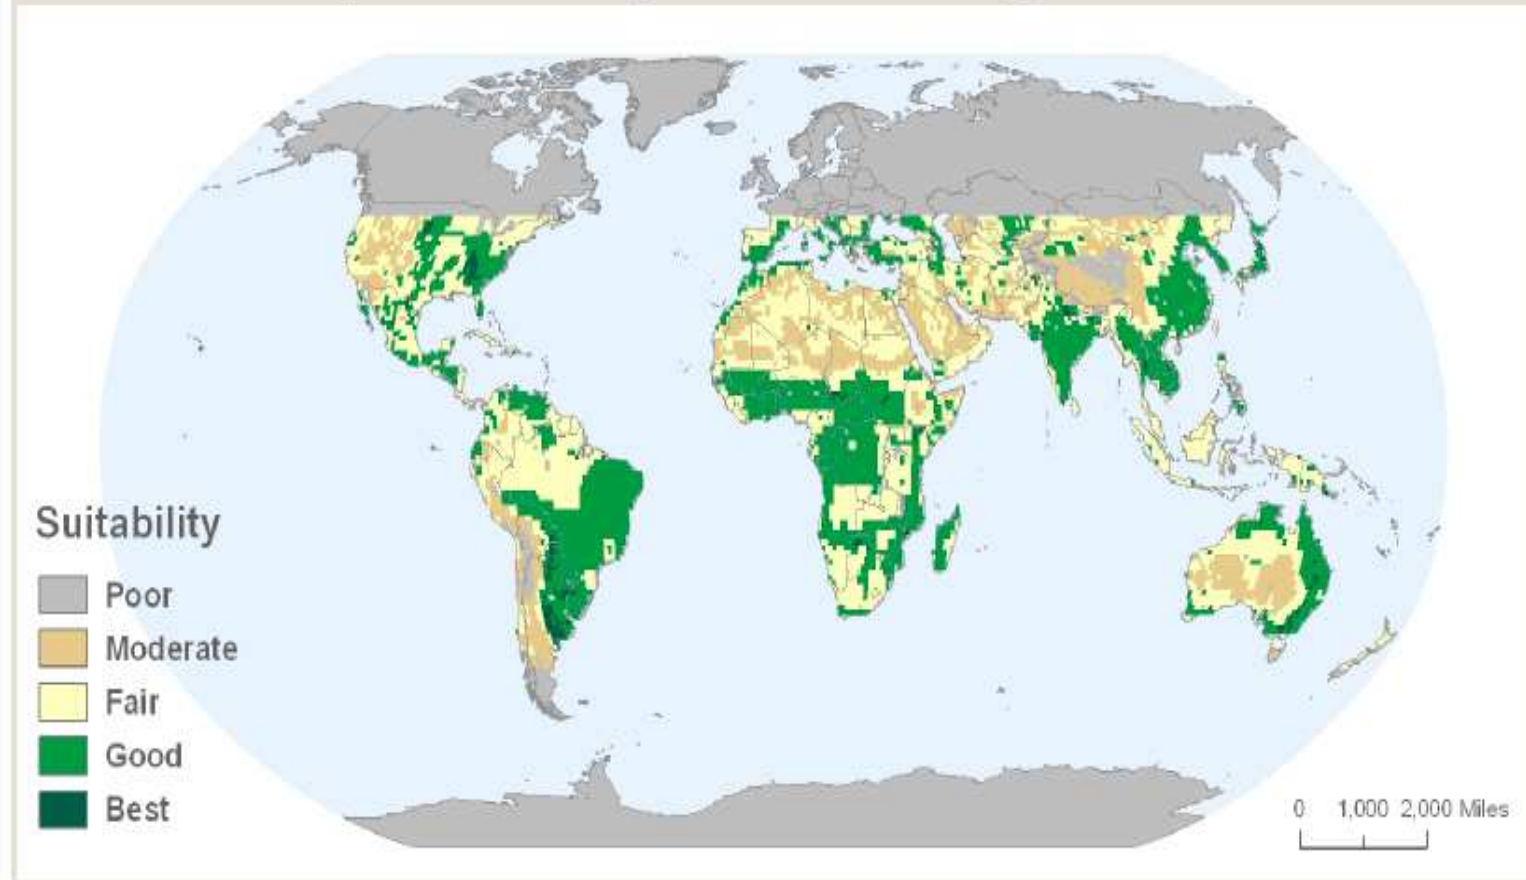 Suitability
Poor
Moderate
Fair
Good
Best
0 1,000 2,000 Miles